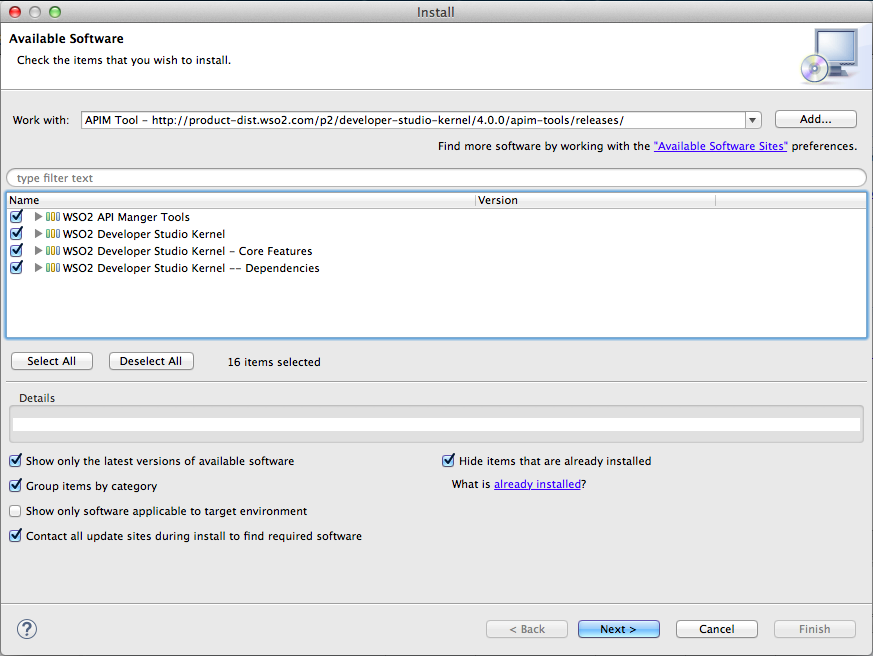 Install
Available Software
Check the items that you wish to install.
Work with: APIM Tool - http://product-dist.wso2.com/p2/developer-studio-kernel/4.0.0/apim-tools/releases/ Add...
Find more software by working with the "Available Software Sites" preferences.
type filter text
Name Version
WSO2 API Manger Tools
WSO2 Developer Studio Kernel
WSO2 Developer Studio Kernel - Core Features
WSO2 Developer Studio Kernel -- Dependencies
Select All Deselect All 16 items selected
Details
Show only the latest versions of available software Hide items that are already installed
Group items by category What is already installed?
Show only software applicable to target environment
Contact all update sites during install to find required software
? < Back Next > Cancel Finish